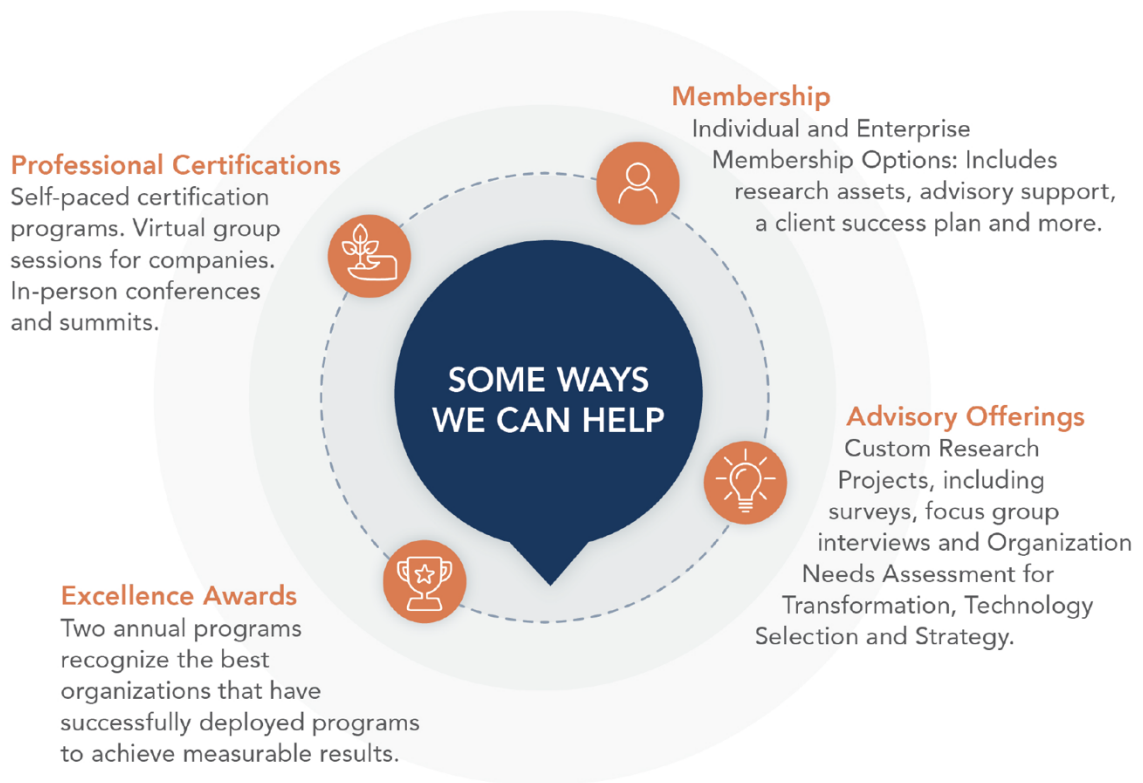 Membership
Individual and Enterprise
Membership Options: Includes
research assets, advisory support,
a client success plan and more.
Professional Certifications
Self-paced certification
programs. Virtual group
sessions for companies.
In-person conferences
and summits.
SOME WAYS
WE CAN HELP
Advisory Offerings
Custom Research
Projects, including
surveys, focus group
interviews and Organization
Needs Assessment for
Transformation, Technology
Selection and Strategy.
Excellence Awards
Two annual programs
recognize the best
organizations that have
successfully deployed programs
to achieve measurable results.